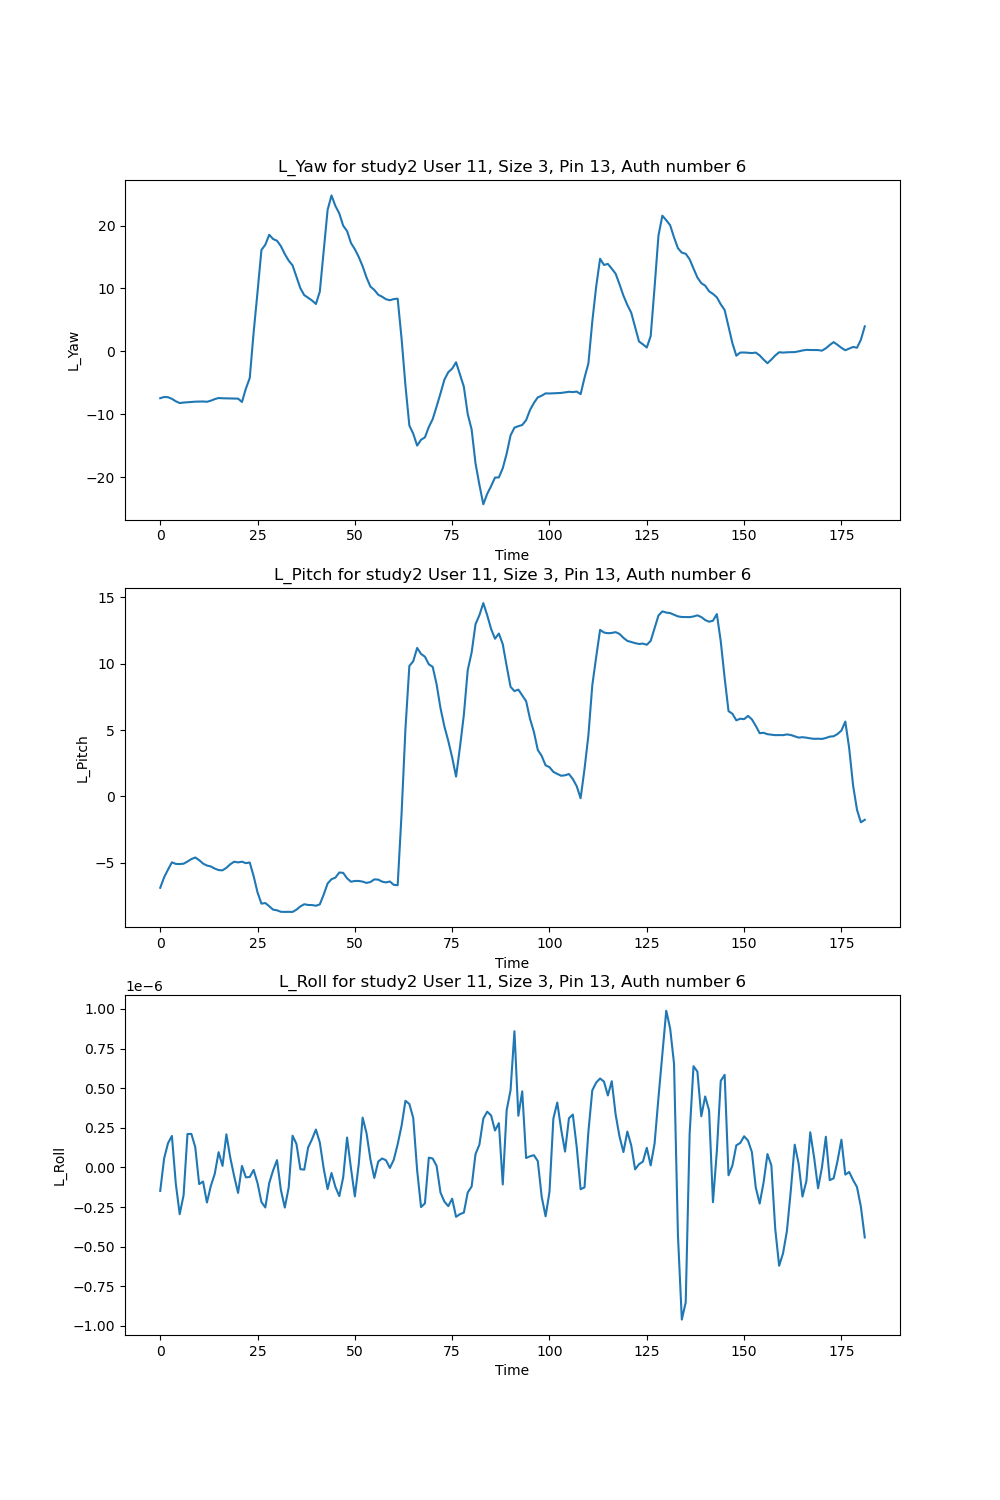 L_Yaw for study2 User 11, Size 3, Pin 13, Auth number 6
20
10
0
−10
−20
L_Yaw
0 25 50 75 100 125 150 175
Time
L_Pitch for study2 User 11, Size 3, Pin 13, Auth number 6
15
10
5
0
−5
L_Pitch
0 25 50 75 100 125 150 175
Time
L_Roll for study2 User 11, Size 3, Pin 13, Auth number 6
1e−6
1.00
0.75
0.50
0.25
0.00
−0.25
−0.50
−0.75
−1.00
L_Roll
0 25 50 75 100 125 150 175
Time